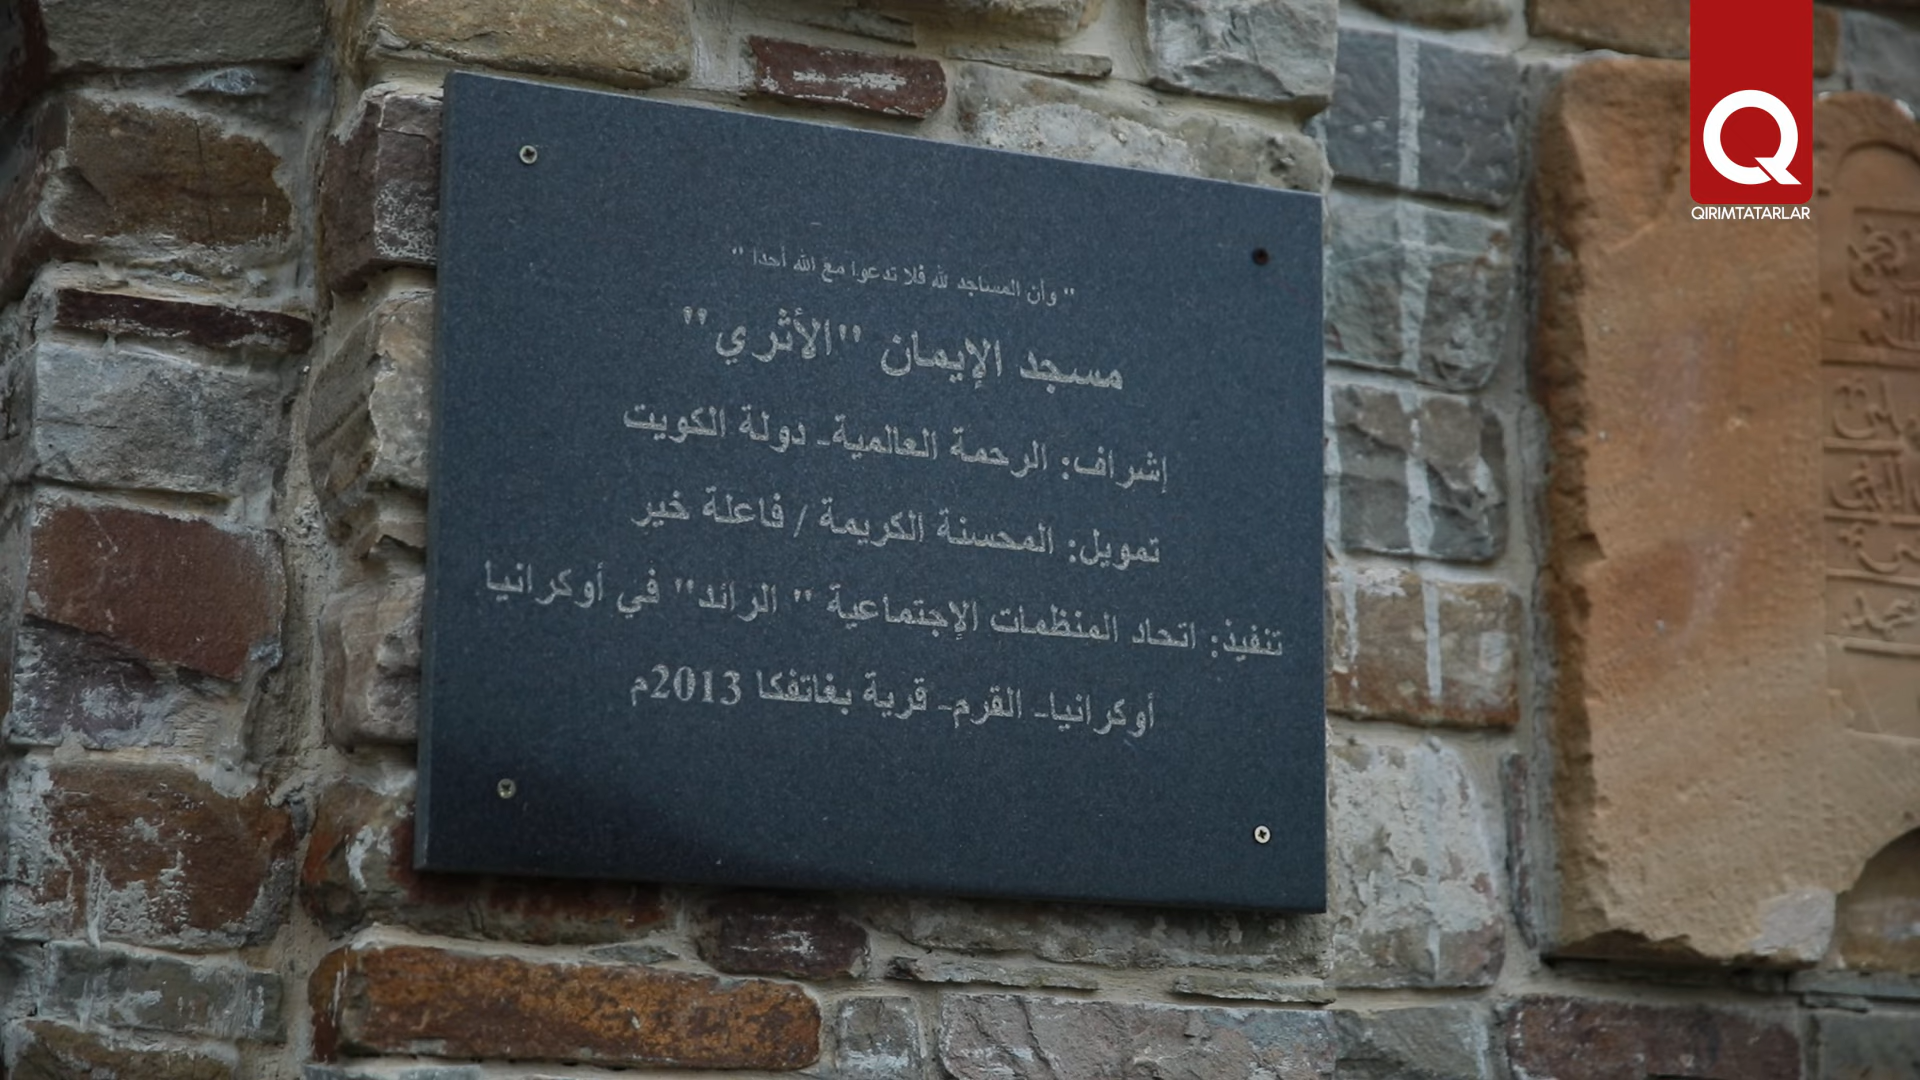 " وأن المساجد لله فلا تدعوا مع الله أحدا "
مسجد الإيمان "الأثري"
إشراف: الرحمة العالمية- دولة الكويت
تمويل: المحسنة الكريمة / فاعلة خير
تنفيذ: اتحاد المنظمات الإجتماعية " الرائد" في أوكرانيا
أوكرانيا- القرم- قرية بغاتفكا 2013م
QIRIMTATARLAR